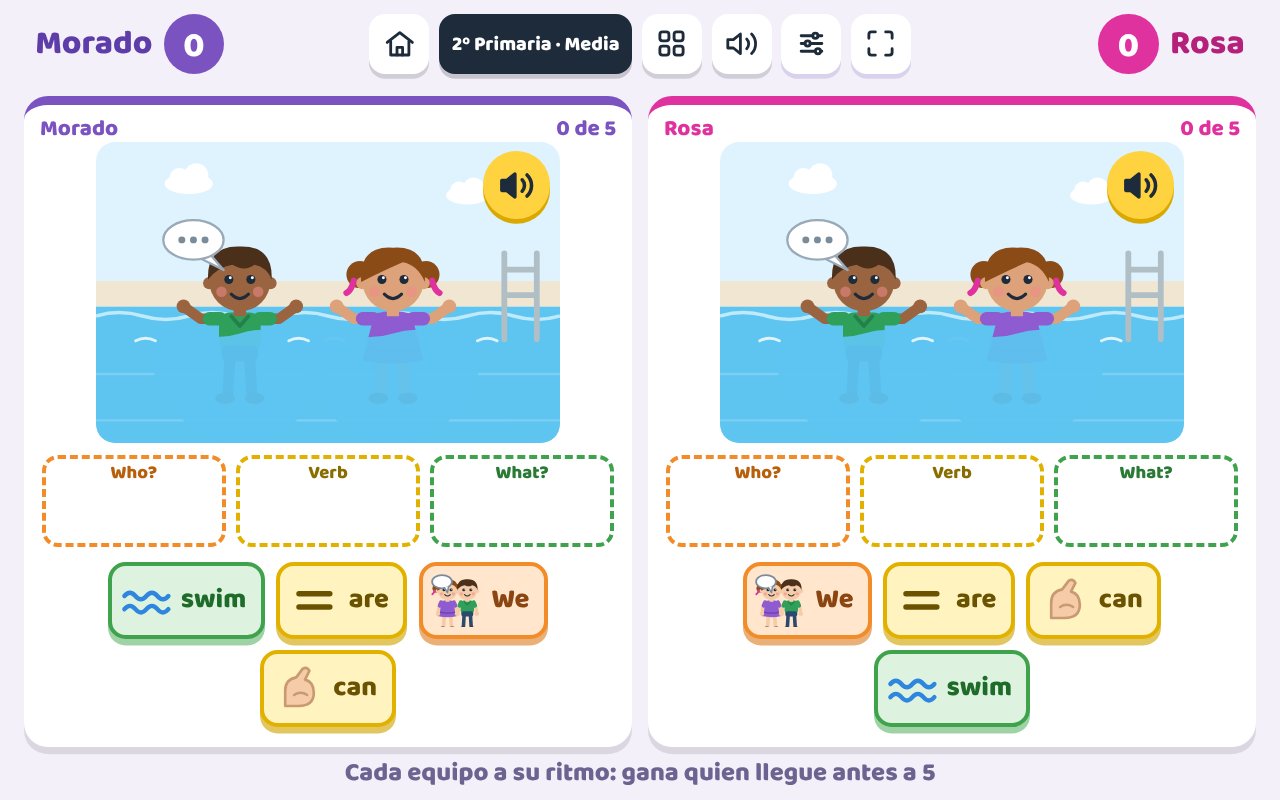 Morado 0
2º Primaria · Media
0 Rosa
Morado 0 de 5
Who? Verb What?
swim are We
can
Rosa 0 de 5
Who? Verb What?
We are can
swim
Cada equipo a su ritmo: gana quien llegue antes a 5